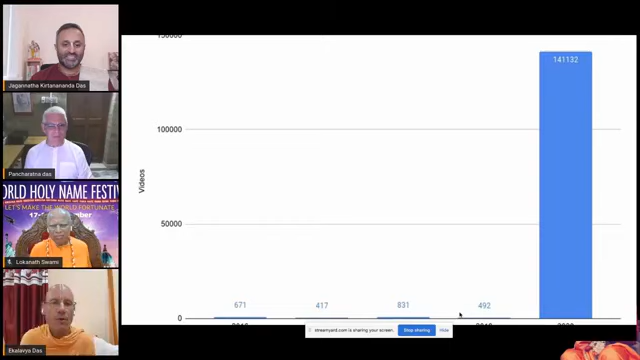 Jagannatha Kirtanananda Das
Pancharatna das
WORLD HOLY NAME FESTIV
LET'S MAKE THE WORLD FORTUNATE
Lokanath Swami
Ekalavya Das
150000
100000
50000
0
Videos
671
417
831
492
141132
streamyard.com is sharing your screen.
Stop sharing
Hide